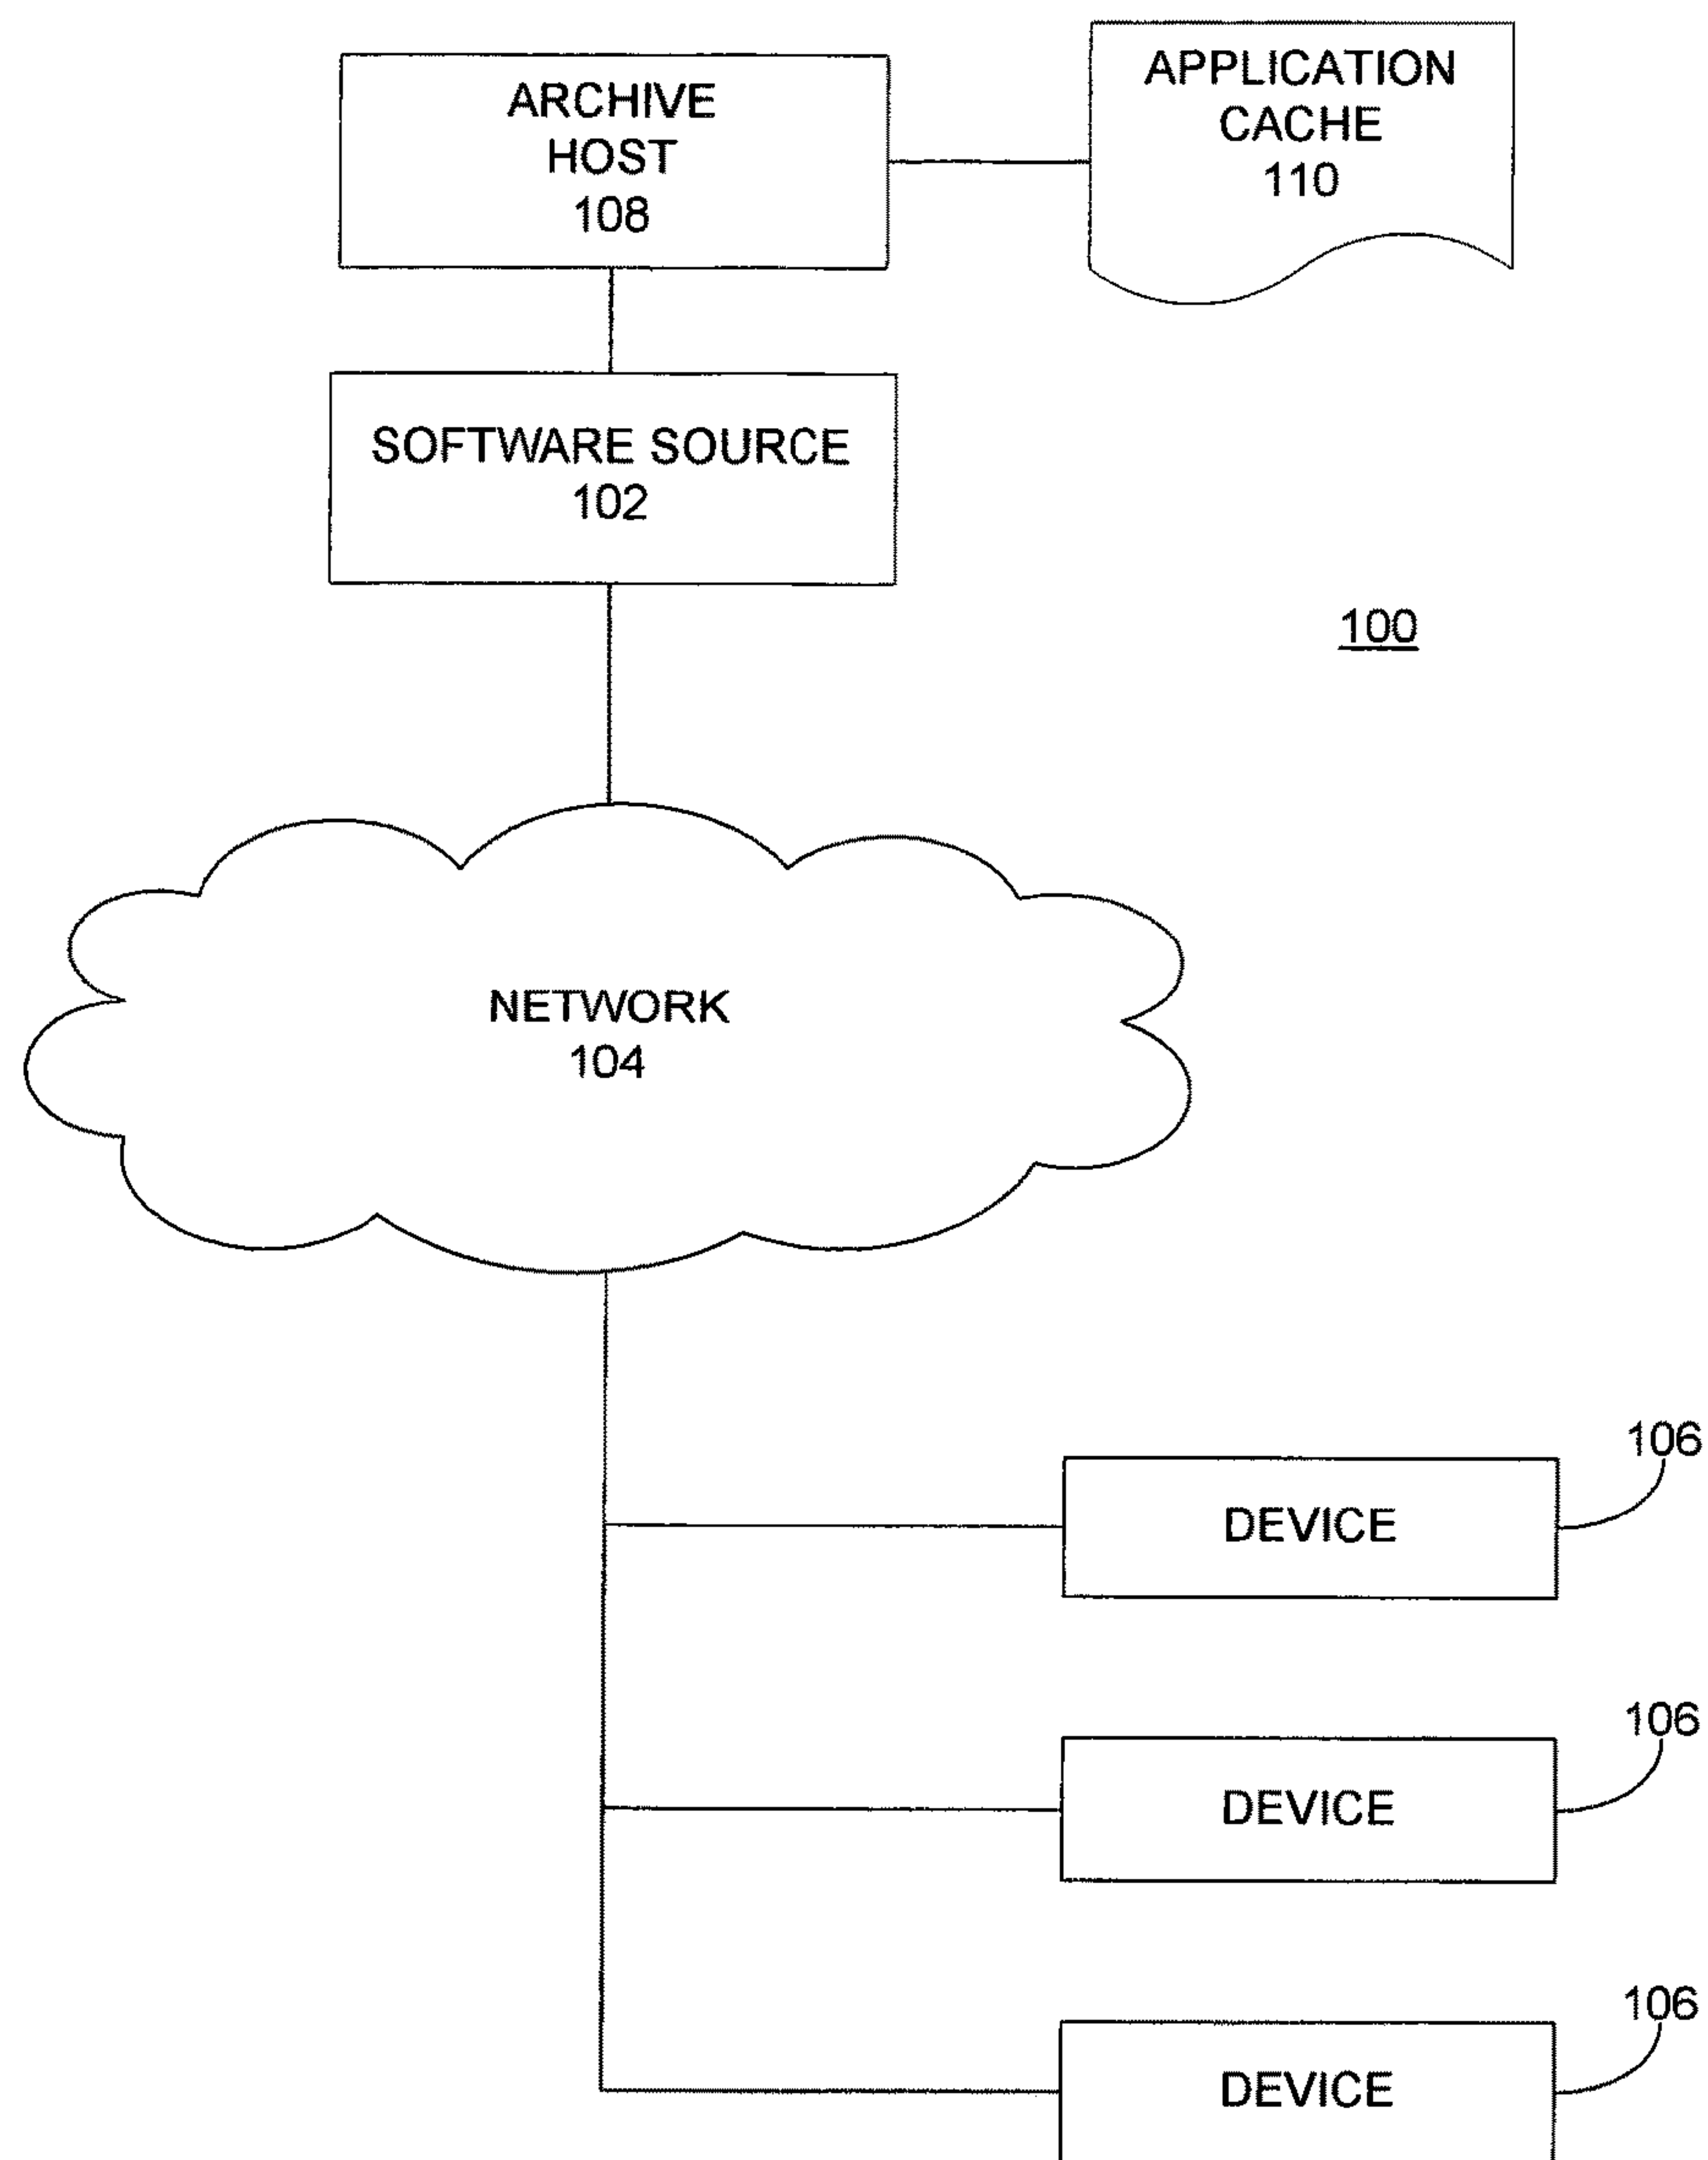 ARCHIVE
HOST
108
APPLICATION
CACHE
110
SOFTWARE SOURCE
102
100
NETWORK
104
106
DEVICE
106
DEVICE
106
DEVICE